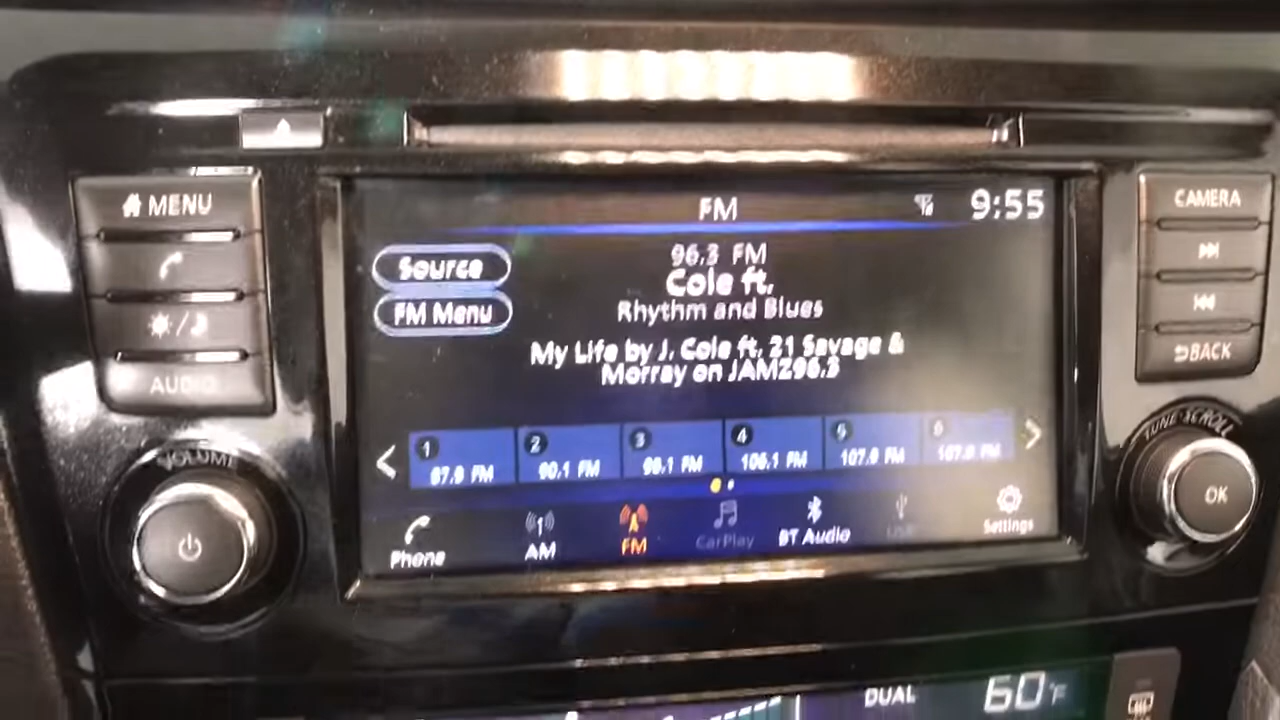 MENU
AUDIO
VOLUME
FM
9:55
Source
FM Menu
96.3 FM
Cole ft.
Rhythm and Blues
My Life by J. Cole ft. 21 Savage &
Morray on JAMZ96.3
1 87.9 FM
2 90.1 FM
3 98.1 FM
4 106.1 FM
5 107.9 FM
6 107.9 FM
Phone
AM
FM
CarPlay
BT Audio
USB
Settings
CAMERA
BACK
TUNE·SCROLL
OK
DUAL
60°F